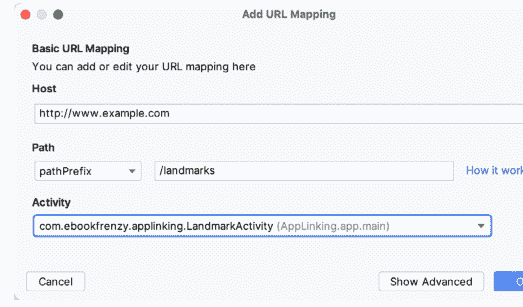 Add URL Mapping
Basic URL Mapping
You can add or edit your URL mapping here
Host
http://www.example.com
Path
pathPrefix /landmarks How it work
Activity
com.ebookfrenzy.applinking.LandmarkActivity (AppLinking.app.main)
Cancel Show Advanced